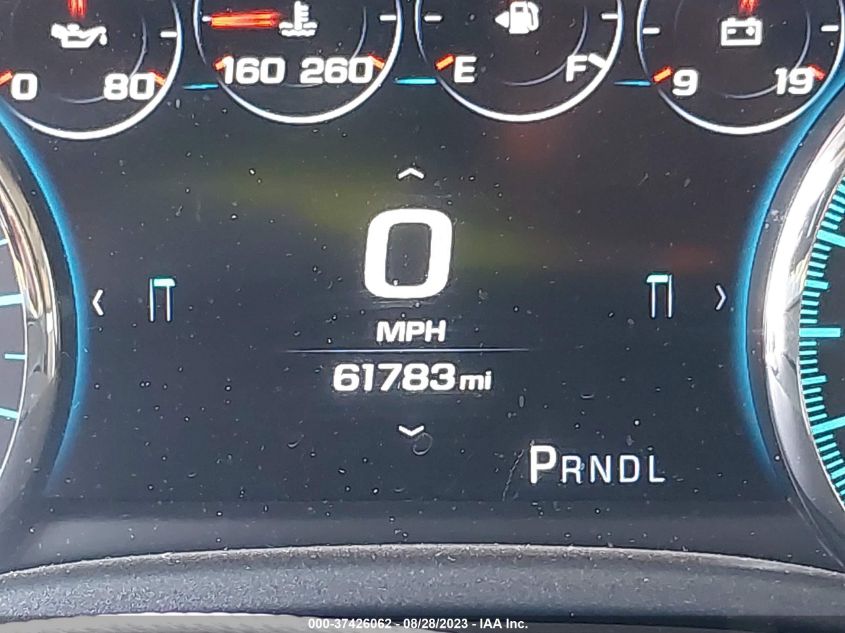 160 260 E F
0 80 9 19
0
MPH
61783 mi
PRNDL
000-37426062 - 08/28/2023 - IAA Inc.